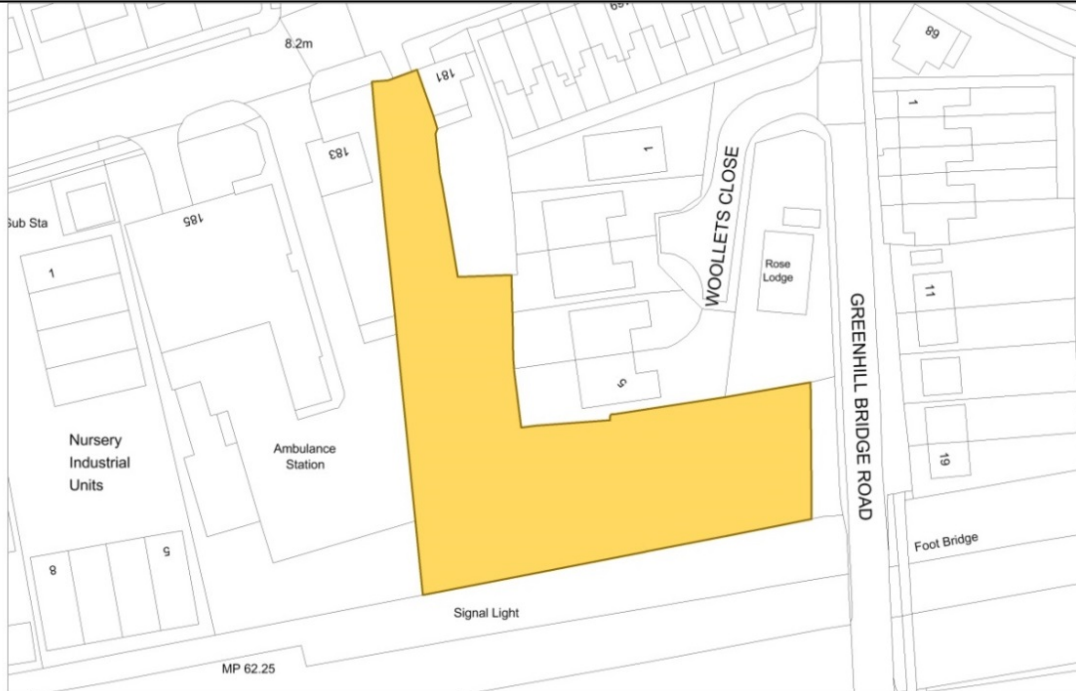 8.2m
68
181
1
183
1
WOOLLETS CLOSE
185
Sub Sta
Rose
Lodge
1
11
GREENHILL BRIDGE ROAD
5
Nursery
Industrial
Units
Ambulance
Station
19
Foot Bridge
5
8
Signal Light
MP 62.25